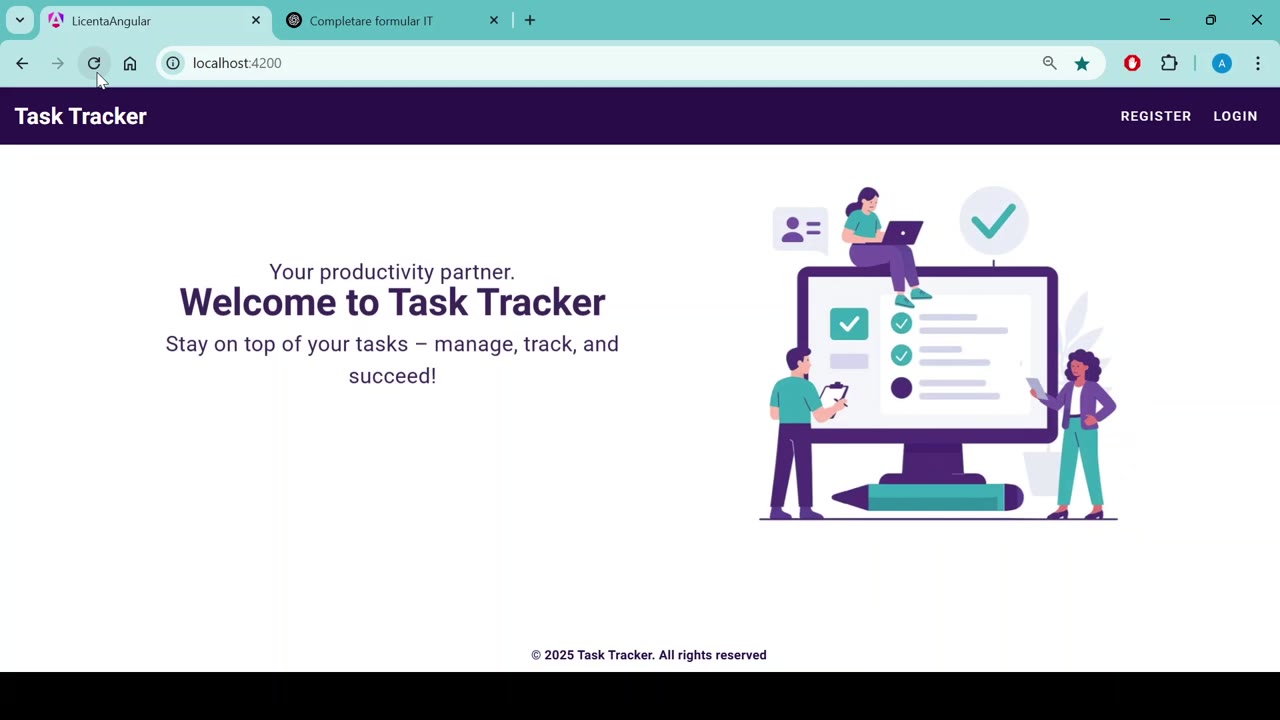 LicentaAngular
Completare formular IT
localhost:4200
A
Task Tracker
REGISTER
LOGIN
Your productivity partner.
Welcome to Task Tracker
Stay on top of your tasks – manage, track, and
succeed!
© 2025 Task Tracker. All rights reserved